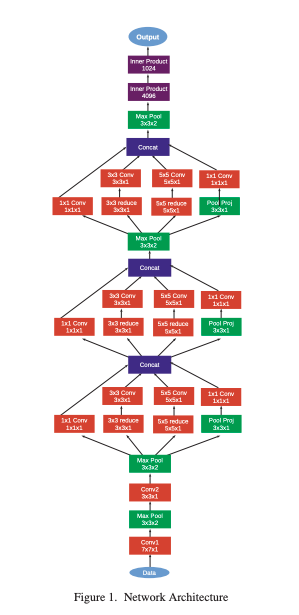 Output
Inner Product
1024
Inner Product
4096
Max Pool
3x3x2
Concat
3x3 Conv
3x3x1
5x5 Conv
5x5x1
1x1 Conv
1x1x1
1x1 Conv
1x1x1
3x3 reduce
3x3x1
5x5 reduce
5x5x1
Pool Proj
3x3x1
Max Pool
3x3x2
Concat
3x3 Conv
3x3x1
5x5 Conv
5x5x1
1x1 Conv
1x1x1
1x1 Conv
1x1x1
3x3 reduce
3x3x1
5x5 reduce
5x5x1
Pool Proj
3x3x1
Concat
3x3 Conv
3x3x1
5x5 Conv
5x5x1
1x1 Conv
1x1x1
1x1 Conv
1x1x1
3x3 reduce
3x3x1
5x5 reduce
5x5x1
Pool Proj
3x3x1
Max Pool
3x3x2
Conv2
3x3x1
Max Pool
3x3x2
Conv1
7x7x1
Data
Figure 1. Network Architecture